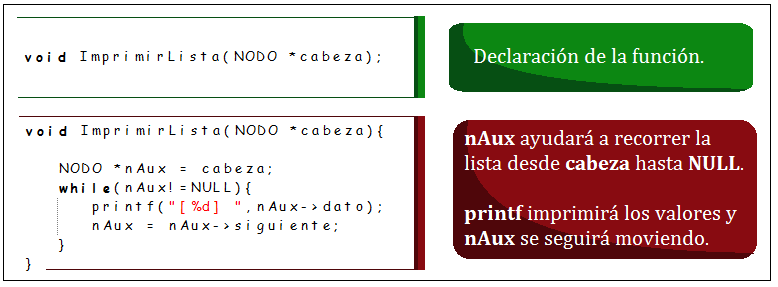 void ImprimirLista(NODO *cabeza);
Declaración de la función.
void ImprimirLista(NODO *cabeza){
NODO *nAux = cabeza;
while(nAux!=NULL){
printf("[%d] ",nAux->dato);
nAux = nAux->siguiente;
}
}
nAux ayudará a recorrer la
lista desde cabeza hasta NULL.
printf imprimirá los valores y
nAux se seguirá moviendo.